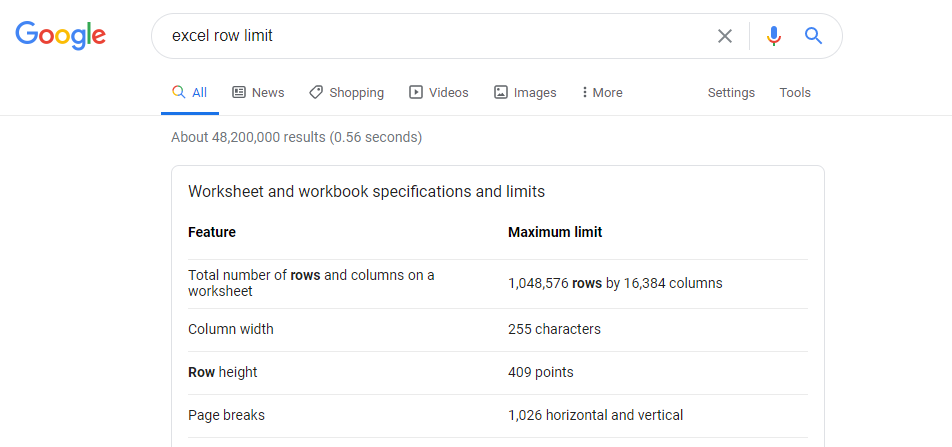 Google
excel row limit
All News Shopping Videos Images More Settings Tools
About 48,200,000 results (0.56 seconds)
Worksheet and workbook specifications and limits
Feature Maximum limit
Total number of rows and columns on a
worksheet
1,048,576 rows by 16,384 columns
Column width 255 characters
Row height 409 points
Page breaks 1,026 horizontal and vertical